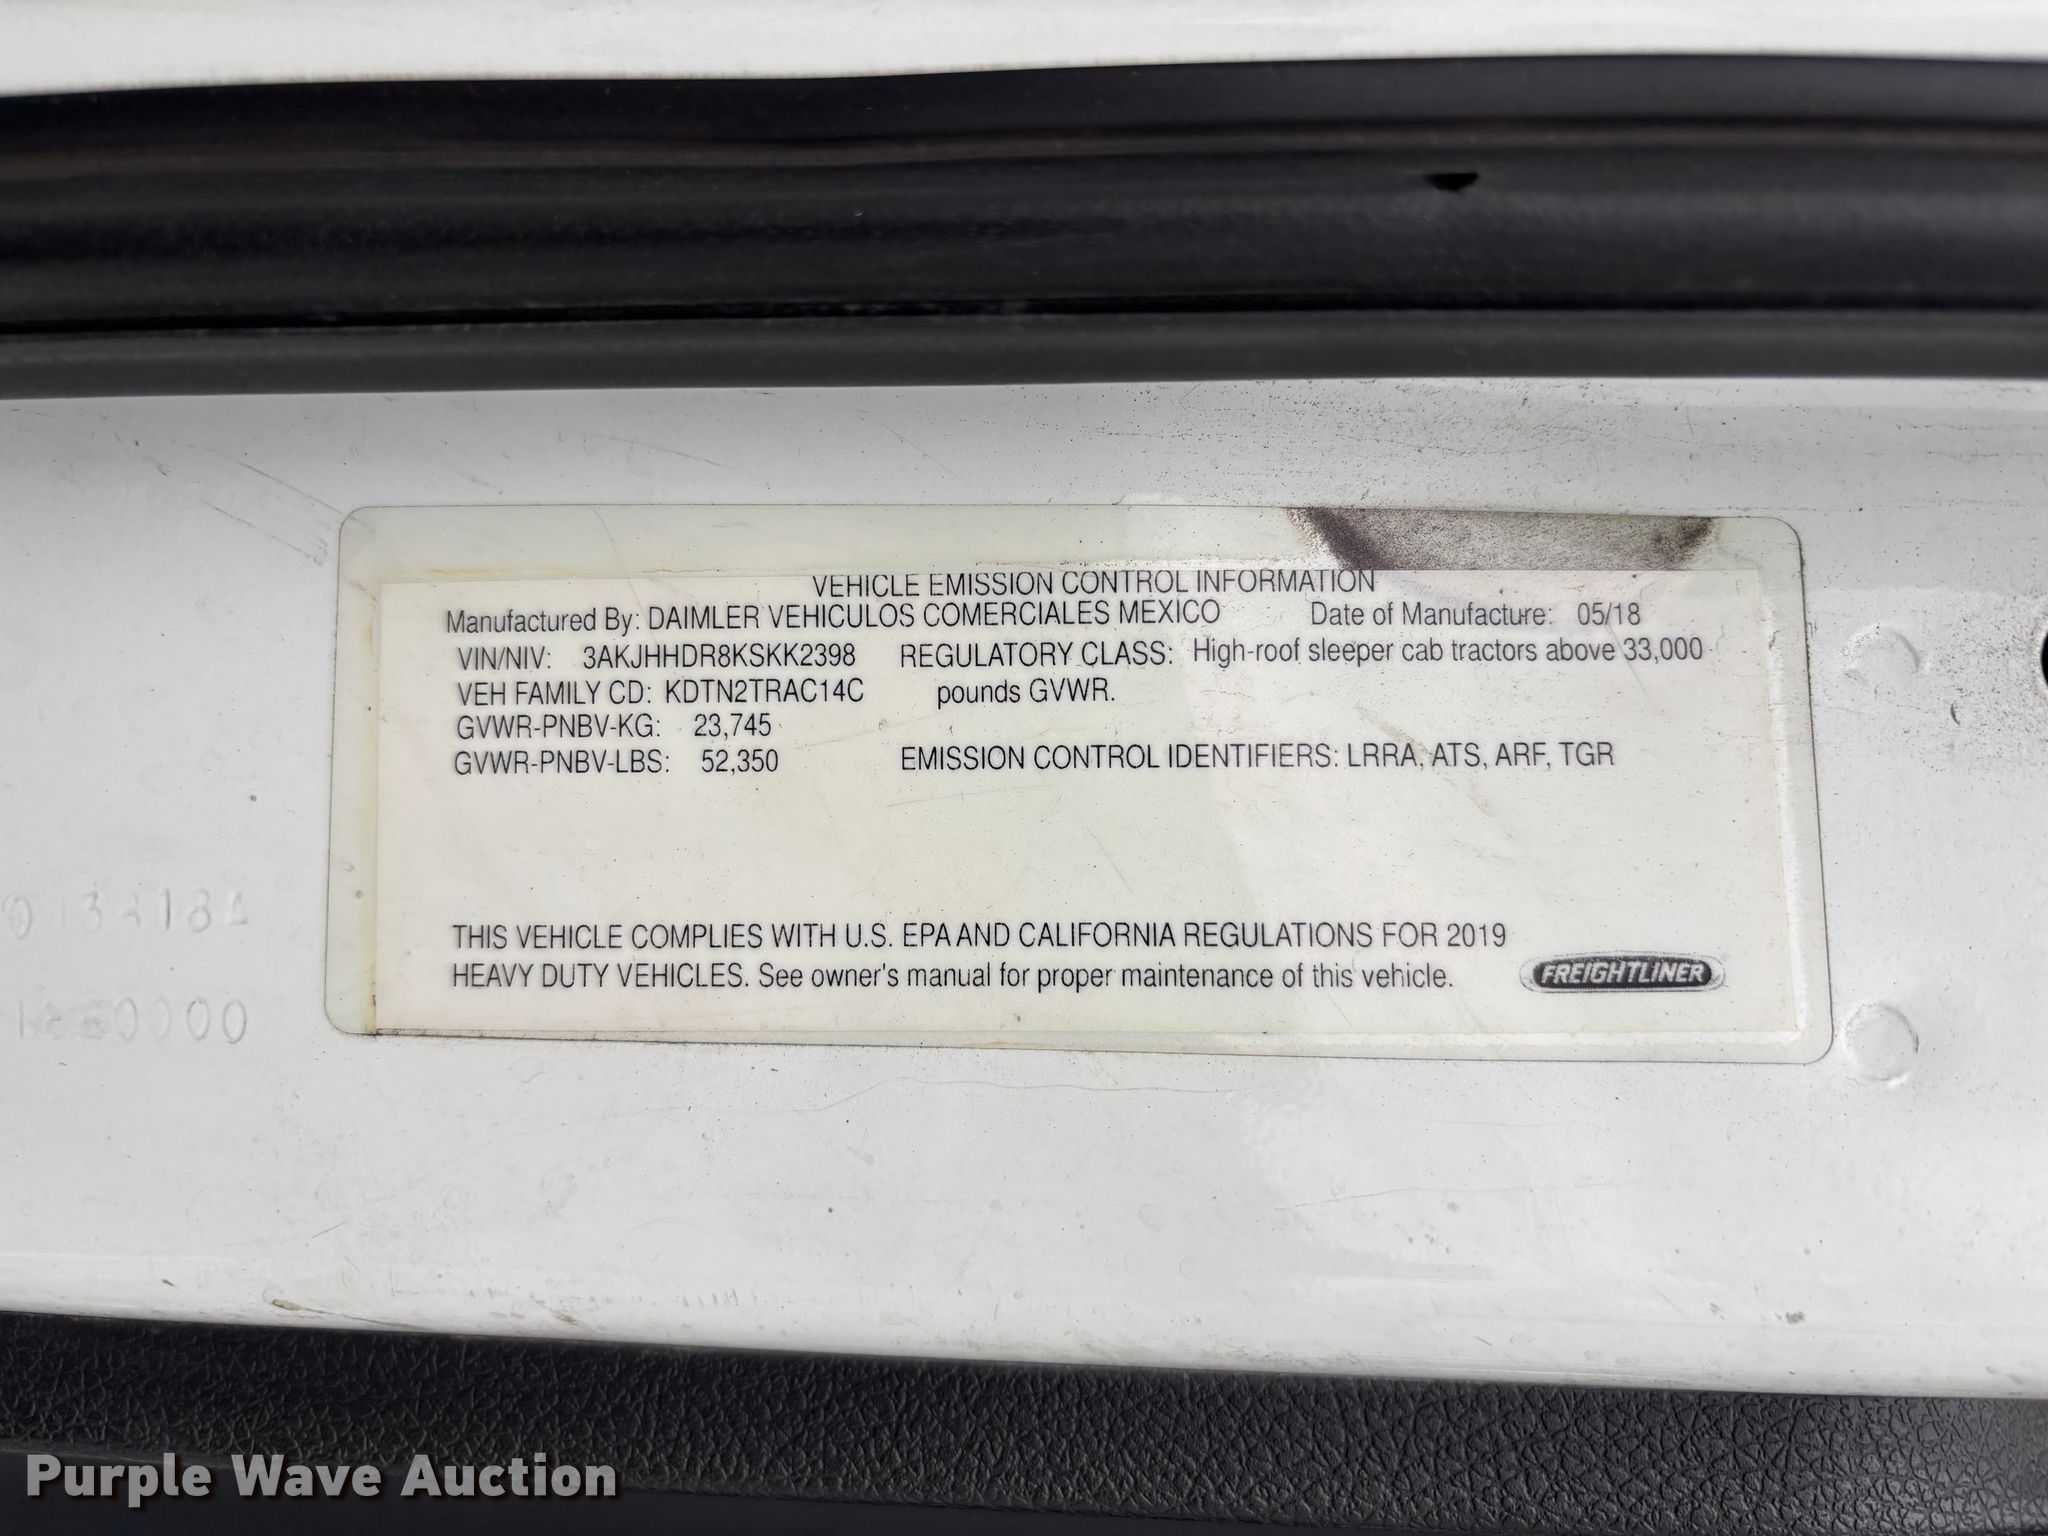 VEHICLE EMISSION CONTROL INFORMATION
Manufactured By: DAIMLER VEHICULOS COMERCIALES MEXICO Date of Manufacture: 05/18
VIN/NIV: 3AKJHHDR8KSKK2398 REGULATORY CLASS: High-roof sleeper cab tractors above 33,000
VEH FAMILY CD: KDTN2TRAC14C pounds GVWR.
GVWR-PNBV-KG: 23,745
GVWR-PNBV-LBS: 52,350 EMISSION CONTROL IDENTIFIERS: LRRA, ATS, ARF, TGR
THIS VEHICLE COMPLIES WITH U.S. EPA AND CALIFORNIA REGULATIONS FOR 2019
HEAVY DUTY VEHICLES. See owner's manual for proper maintenance of this vehicle.
FREIGHTLINER
Purple Wave Auction